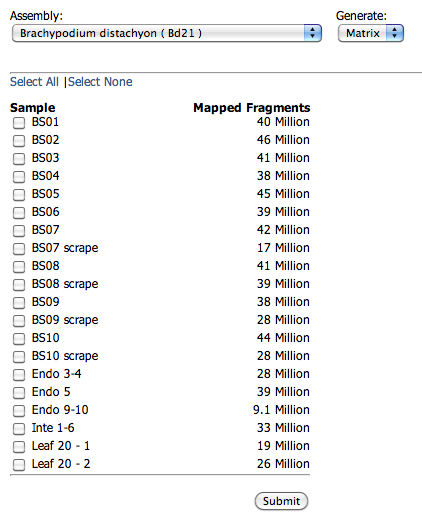 Assembly: Generate:
Brachypodium distachyon ( Bd21 ) Matrix
Select All |Select None
Sample Mapped Fragments
BS01 40 Million
BS02 46 Million
BS03 41 Million
BS04 38 Million
BS05 45 Million
BS06 39 Million
BS07 42 Million
BS07 scrape 17 Million
BS08 41 Million
BS08 scrape 39 Million
BS09 38 Million
BS09 scrape 28 Million
BS10 44 Million
BS10 scrape 28 Million
Endo 3-4 28 Million
Endo 5 39 Million
Endo 9-10 9.1 Million
Inte 1-6 33 Million
Leaf 20 - 1 19 Million
Leaf 20 - 2 26 Million
Submit